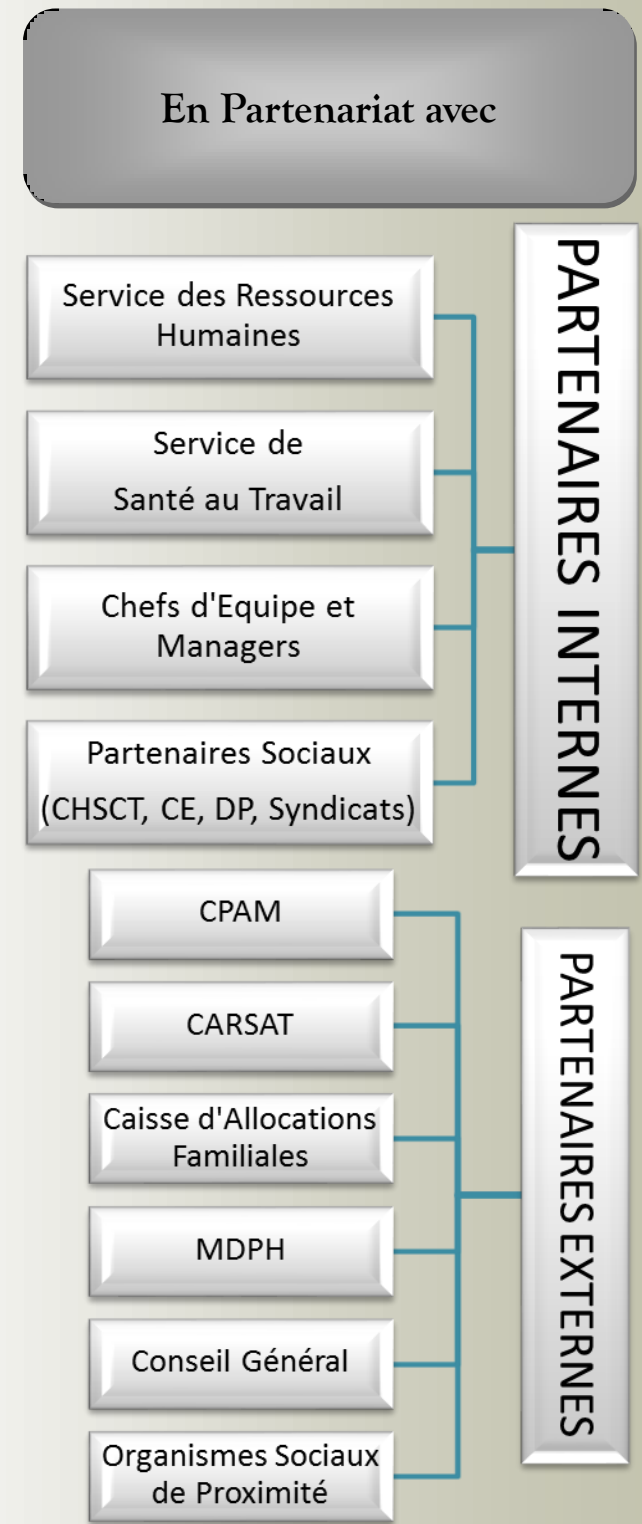 En Partenariat avec
PARTENAIRES INTERNES
Service des Ressources
Humaines
Service de
Santé au Travail
Chefs d'Equipe et
Managers
Partenaires Sociaux
(CHSCT, CE, DP, Syndicats)
PARTENAIRES EXTERNES
CPAM
CARSAT
Caisse d'Allocations
Familiales
MDPH
Conseil Général
Organismes Sociaux
de Proximité